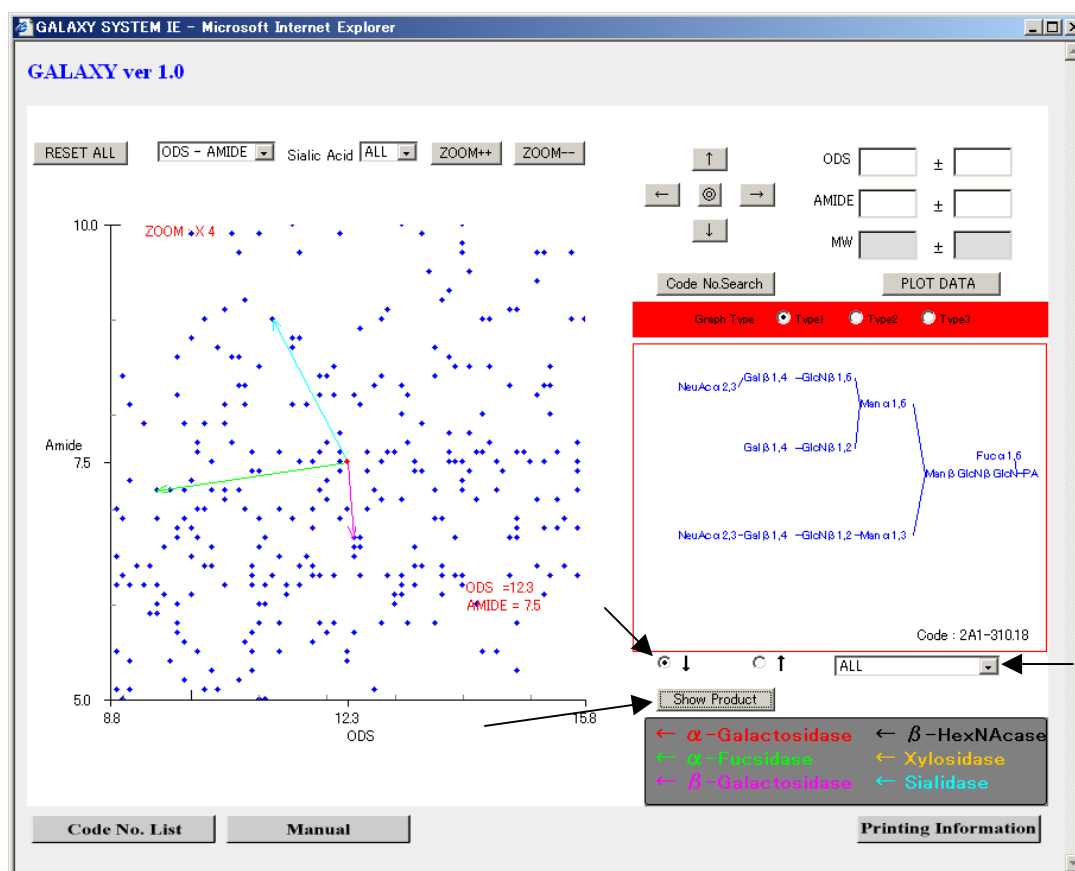 GALAXY SYSTEM IE - Microsoft Internet Explorer
GALAXY ver 1.0
RESET ALL
ODS - AMIDE
Sialic Acid
ALL
ZOOM++
ZOOM--
↑
←
◎
→
↓
ODS
±
AMIDE
±
MW
±
Code No.Search
PLOT DATA
Graph Type
Type1
Type2
Type3
10.0
ZOOM : X 4
Amide
7.5
ODS =12.3
AMIDE = 7.5
5.0
8.8
12.3
15.8
ODS
NeuAcα2,3
Galβ1,4 -GlcNβ1,6
Manα1,6
Galβ1,4 -GlcNβ1,2
Fucα1,6
ManβGlcNβGlcN-PA
NeuAcα2,3-Galβ1,4 -GlcNβ1,2-Manα1,3
Code : 2A1-310.18
↓
↑
ALL
Show Product
← α-Galactosidase ← β-HexNAcase
← α-Fucsidase ← Xylosidase
← β-Galactosidase ← Sialidase
Code No. List
Manual
Printing Information